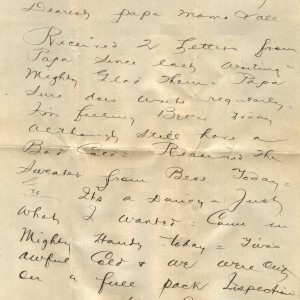 Dearest papa mama & all
Received 2 Letters from
Papa Since last writing =
Mighty Glad Them = Papa
Sure does write regularly =
Im feeling Better Today
Although Still have a
Bad Cold = Received The
Sweater from Bess Today =
Its a Dandy = Just
What I wanted = Came in
Mighty Handy today = Twas
awful Cold & we were Out
On a full pack Inspection